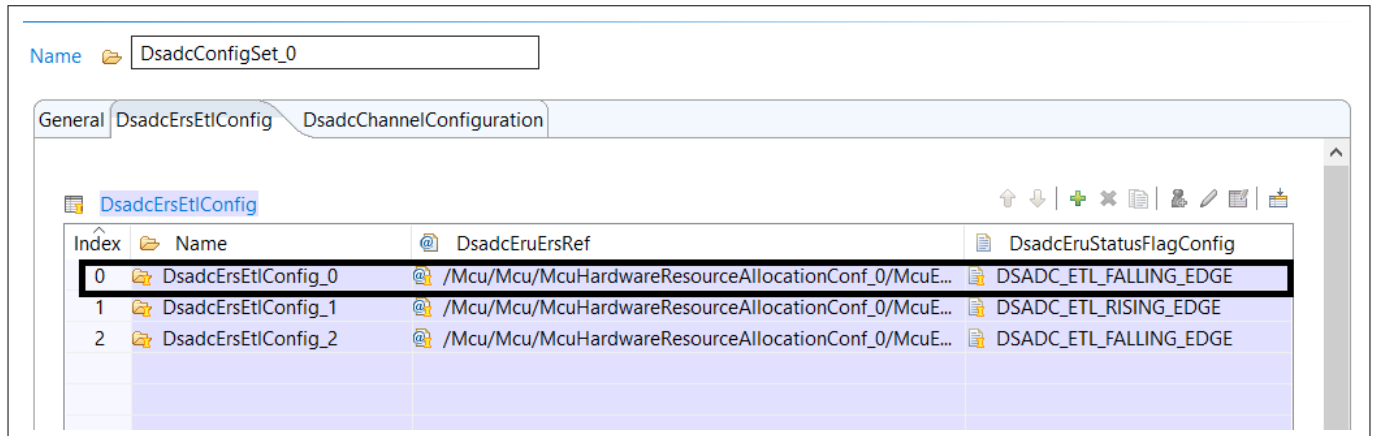 Name DsadcConfigSet_0
General DsadcErsEtlConfig DsadcChannelConfiguration
DsadcErsEtlConfig
Index Name DsadcEruErsRef DsadcEruStatusFlagConfig
0 DsadcErsEtlConfig_0 /Mcu/Mcu/McuHardwareResourceAllocationConf_0/McuE... DSADC_ETL_FALLING_EDGE
1 DsadcErsEtlConfig_1 /Mcu/Mcu/McuHardwareResourceAllocationConf_0/McuE... DSADC_ETL_RISING_EDGE
2 DsadcErsEtlConfig_2 /Mcu/Mcu/McuHardwareResourceAllocationConf_0/McuE... DSADC_ETL_FALLING_EDGE